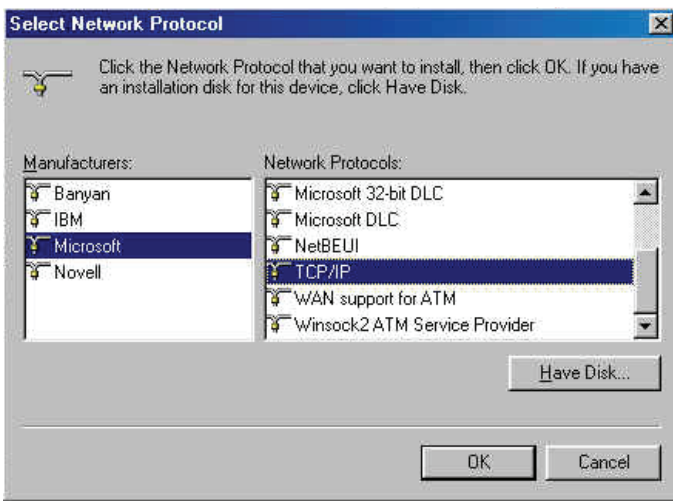 Select Network Protocol
Click the Network Protocol that you want to install, then click OK. If you have
an installation disk for this device, click Have Disk.
Manufacturers:
Banyan
IBM
Microsoft
Novell
Network Protocols:
Microsoft 32-bit DLC
Microsoft DLC
NetBEUI
TCP/IP
WAN support for ATM
Winsock2 ATM Service Provider
Have Disk...
OK
Cancel